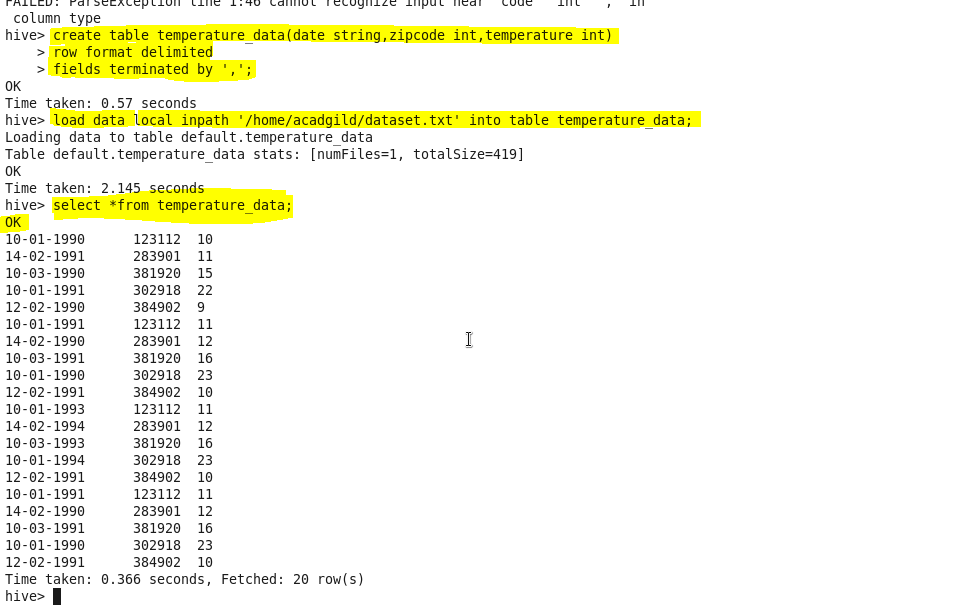 FAILED: ParseException line 1:46 cannot recognize input near 'code' 'int' ',' in
 column type
hive> create table temperature_data(date string,zipcode int,temperature int)
    > row format delimited
    > fields terminated by ',';
OK
Time taken: 0.57 seconds
hive> load data local inpath '/home/acadgild/dataset.txt' into table temperature_data;
Loading data to table default.temperature_data
Table default.temperature_data stats: [numFiles=1, totalSize=419]
OK
Time taken: 2.145 seconds
hive> select *from temperature_data;
OK
10-01-1990      123112  10
14-02-1991      283901  11
10-03-1990      381920  15
10-01-1991      302918  22
12-02-1990      384902  9
10-01-1991      123112  11
14-02-1990      283901  12
10-03-1991      381920  16
10-01-1990      302918  23
12-02-1991      384902  10
10-01-1993      123112  11
14-02-1994      283901  12
10-03-1993      381920  16
10-01-1994      302918  23
12-02-1991      384902  10
10-01-1991      123112  11
14-02-1990      283901  12
10-03-1991      381920  16
10-01-1990      302918  23
12-02-1991      384902  10
Time taken: 0.366 seconds, Fetched: 20 row(s)
hive>